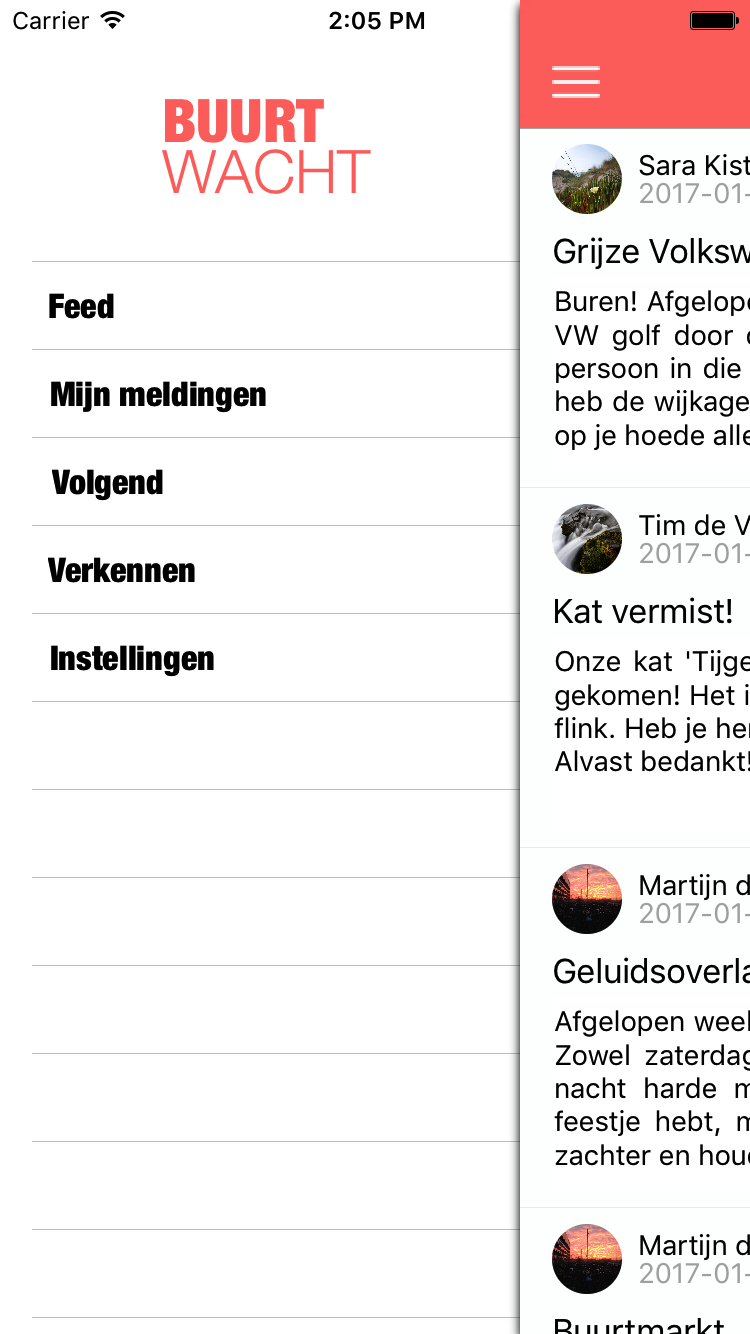 Carrier
2:05 PM
BUURT
WACHT
Feed
Mijn meldingen
Volgend
Verkennen
Instellingen
Sara Kist
2017-01-
Grijze Volksw
Buren! Afgelope
VW golf door
persoon in die
heb de wijkage
op je hoede alle
Tim de V
2017-01-
Kat vermist!
Onze kat 'Tijge
gekomen! Het i
flink. Heb je her
Alvast bedankt!
Martijn d
2017-01-
Geluidsoverla
Afgelopen week
Zowel zaterdag
nacht harde m
feestje hebt, m
zachter en houd
Martijn d
2017-01-
Buurtmarkt